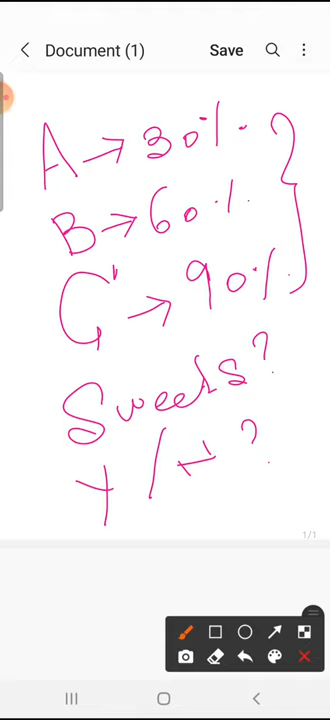 Document (1) Save
A → 30%.
B → 60%.
C → 90%.
Sweets?
+ / - ?
1/1